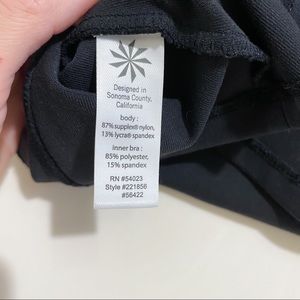 Designed in
Sonoma County,
California
body :
87% supplex® nylon,
13% lycra® spandex
inner bra :
85% polyester,
15% spandex
RN #54023
Style #221856
#56422